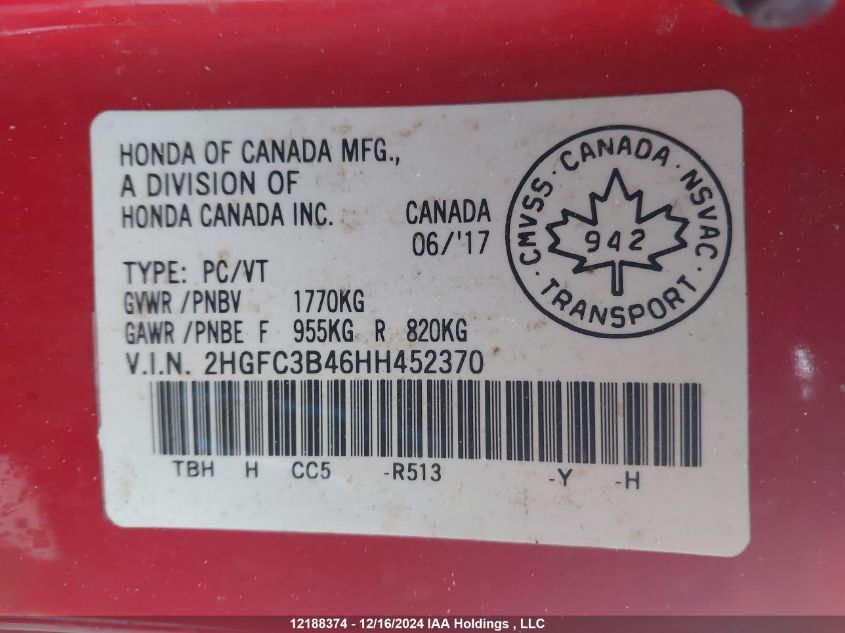 HONDA OF CANADA MFG.,
A DIVISION OF
HONDA CANADA INC. CANADA
06/'17
TYPE: PC/VT
GVWR /PNBV 1770KG
GAWR /PNBE F 955KG R 820KG
V.I.N. 2HGFC3B46HH452370
TBH H CC5 -R513 -Y -H
CMVSS · CANADA · NSVAC ·
942
TRANSPORT
12188374 - 12/16/2024 IAA Holdings , LLC